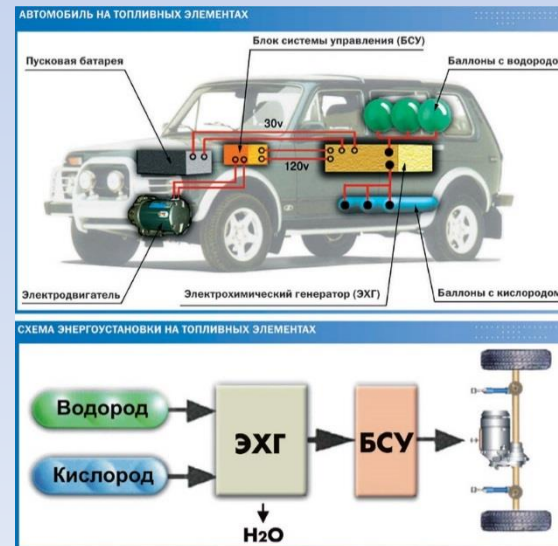 АВТОМОБИЛЬ НА ТОПЛИВНЫХ ЭЛЕМЕНТАХ
Блок системы управления (БСУ)
Пусковая батарея
Баллоны с водородо
30v
120v
Электродвигатель
Электрохимический генератор (ЭХГ)
Баллоны с кислородом
СХЕМА ЭНЕРГОУСТАНОВКИ НА ТОПЛИВНЫХ ЭЛЕМЕНТАХ
Водород
Кислород
ЭХГ
БСУ
H2O